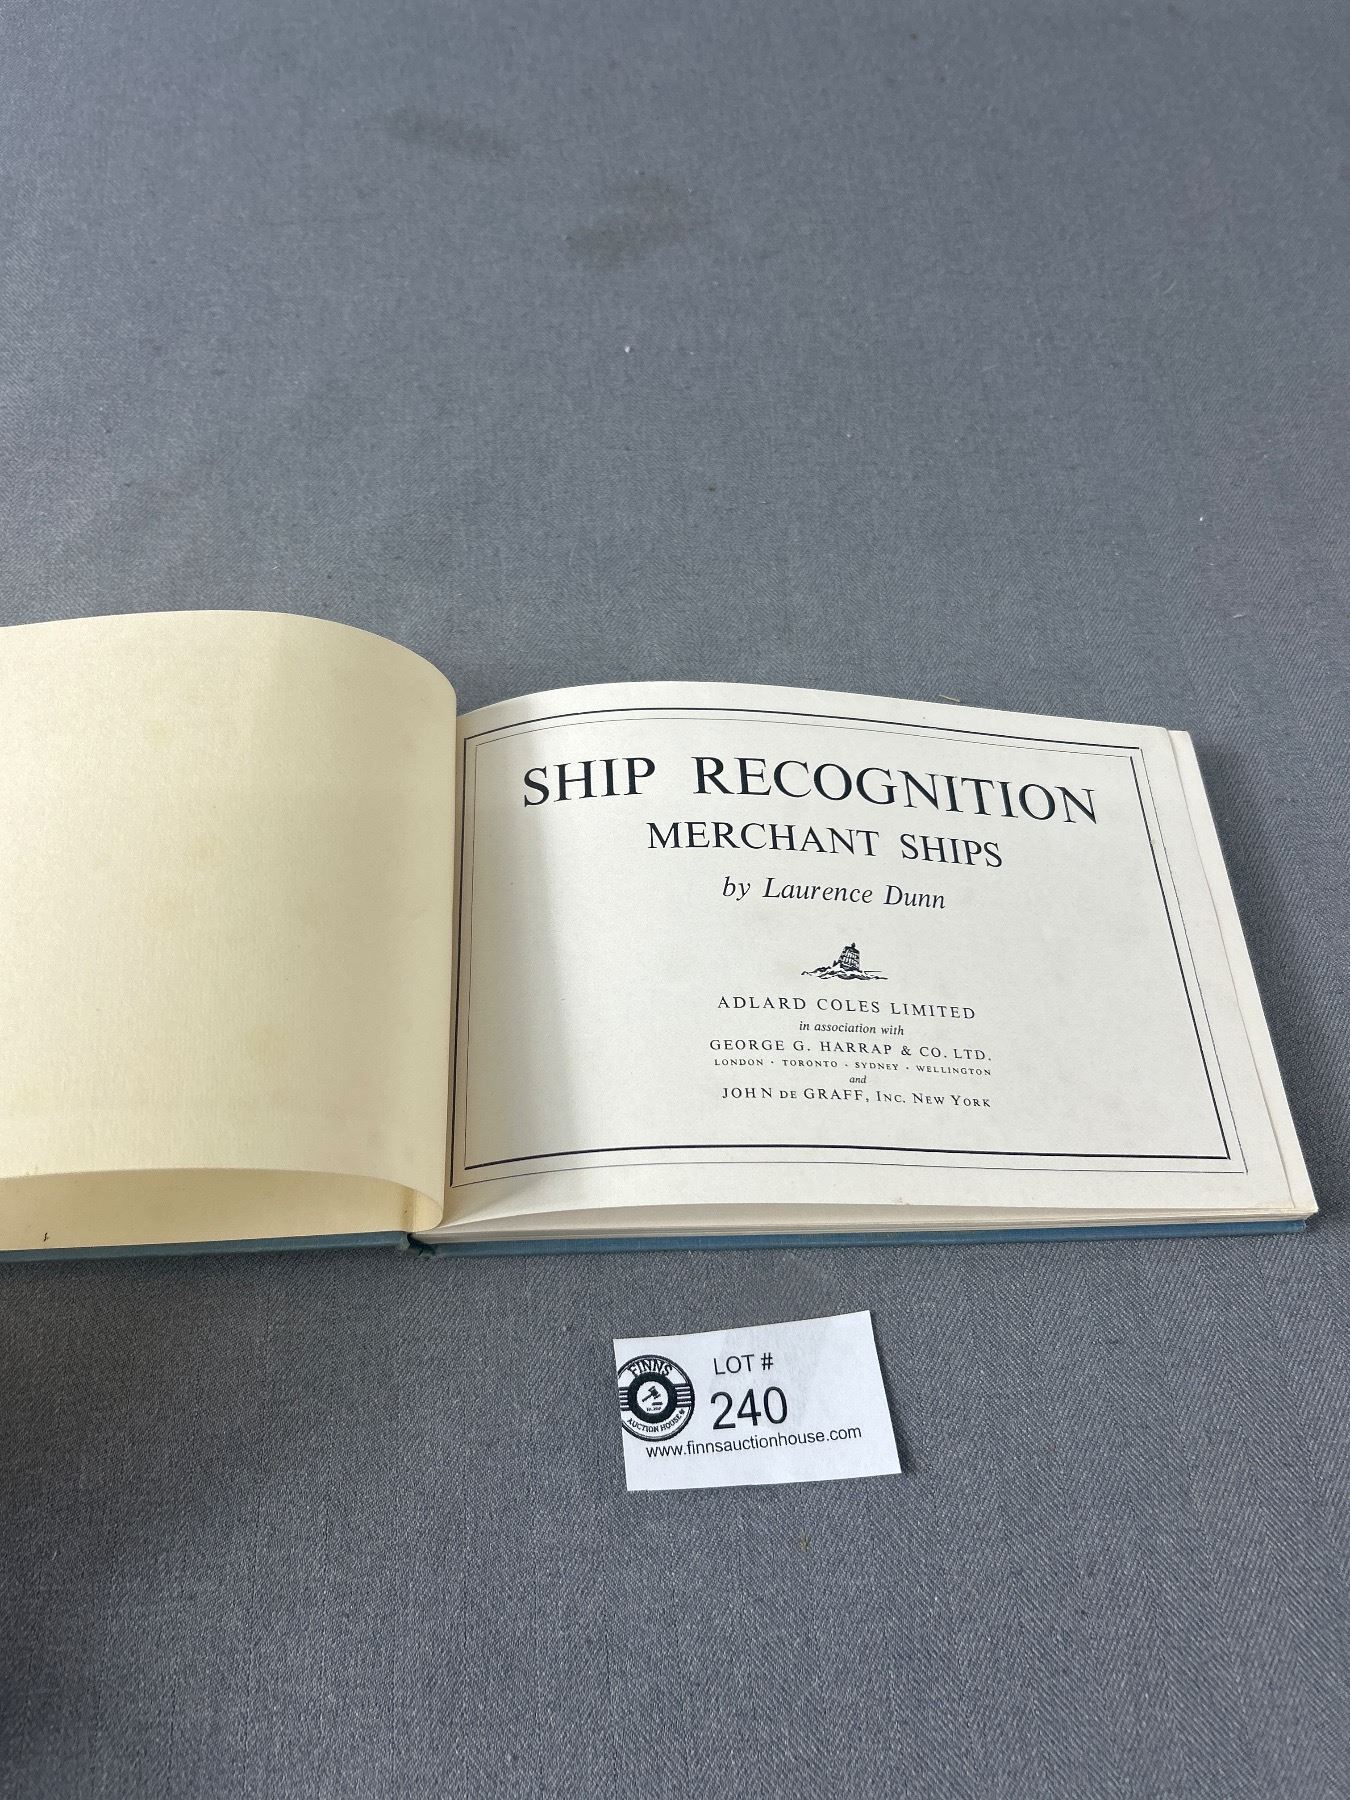 SHIP RECOGNITION
MERCHANT SHIPS
by Laurence Dunn
ADLARD COLES LIMITED
in association with
GEORGE G. HARRAP & CO. LTD.
LONDON · TORONTO · SYDNEY · WELLINGTON
and
JOHN DE GRAFF, INC. NEW YORK
LOT #
240
www.finnsauctionhouse.com
FINNS
AUCTION HOUSE